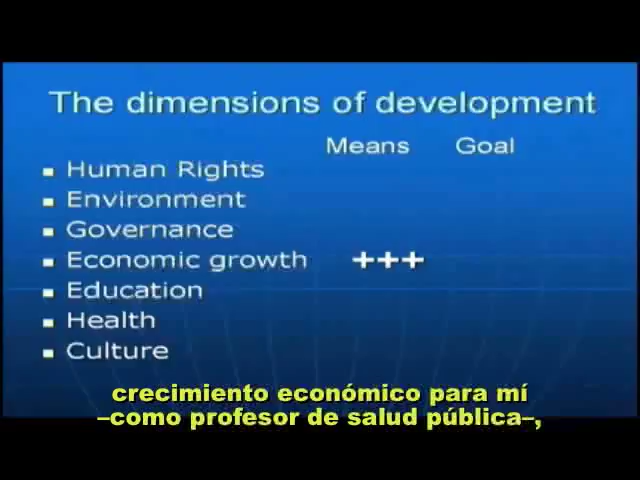 The dimensions of development
Means Goal
Human Rights
Environment
Governance
Economic growth +++
Education
Health
Culture
crecimiento económico para mí
–como profesor de salud pública–,